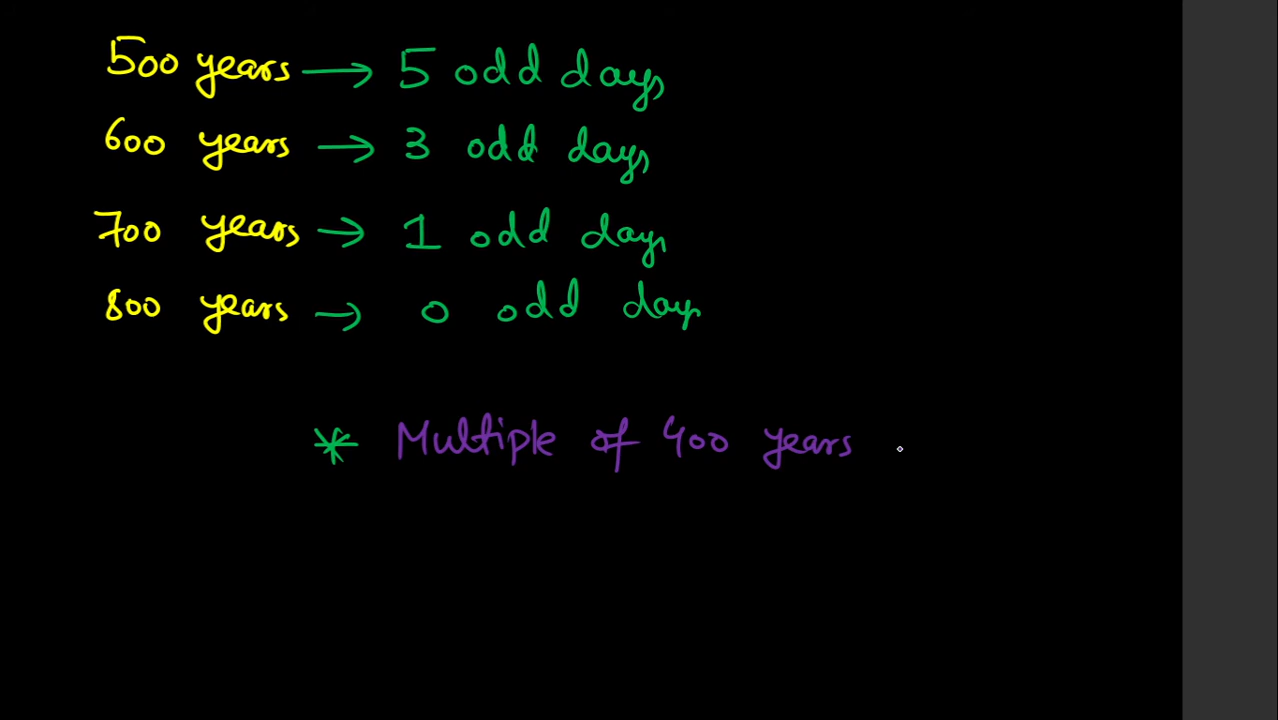 500 years → 5 odd days
600 years → 3 odd days
700 years → 1 odd day
800 years → 0 odd day
* Multiple of 400 years